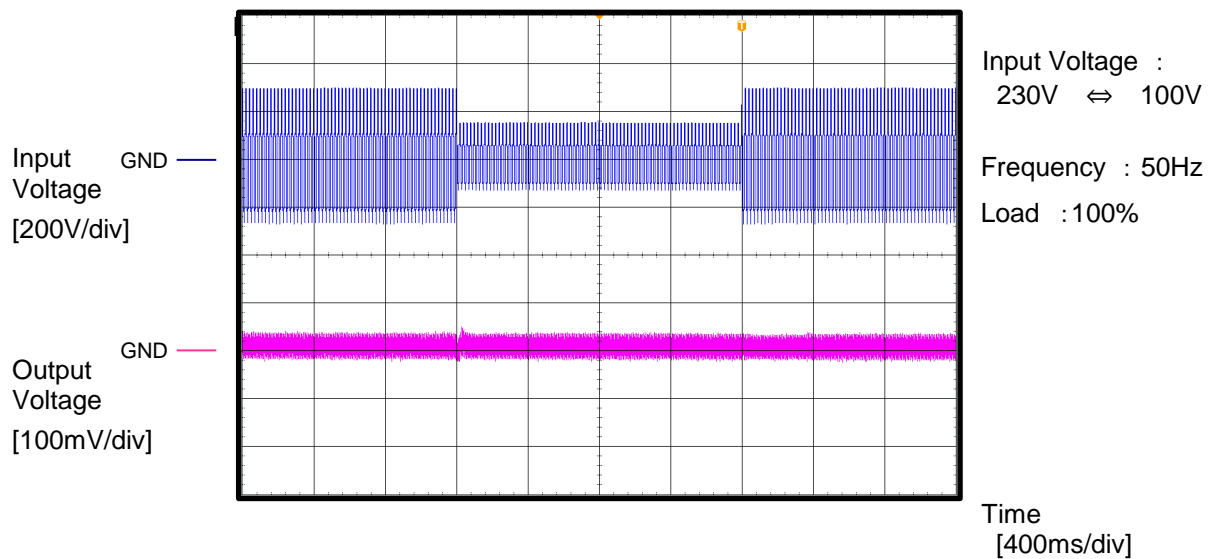 T
Input Voltage :
230V ⇔ 100V
Input
Voltage
[200V/div]
GND
Frequency : 50Hz
Load :100%
GND
Output
Voltage
[100mV/div]
Time
[400ms/div]